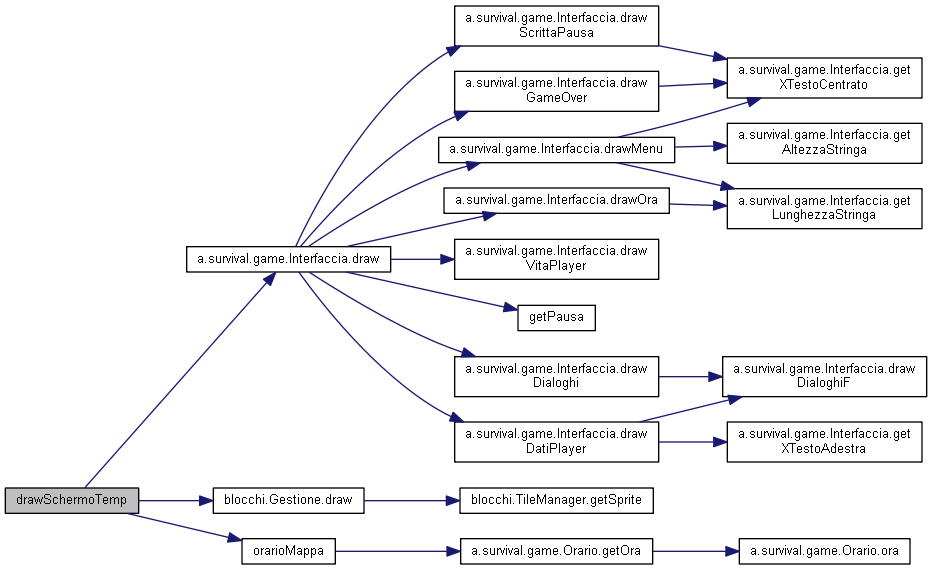 a.survival.game.Interfaccia.draw
ScrittaPausa
a.survival.game.Interfaccia.get
XTestoCentrato
a.survival.game.Interfaccia.draw
GameOver
a.survival.game.Interfaccia.drawMenu
a.survival.game.Interfaccia.get
AltezzaStringa
a.survival.game.Interfaccia.drawOra
a.survival.game.Interfaccia.get
LunghezzaStringa
a.survival.game.Interfaccia.draw
a.survival.game.Interfaccia.draw
VitaPlayer
getPausa
a.survival.game.Interfaccia.draw
Dialoghi
a.survival.game.Interfaccia.draw
DialoghiF
a.survival.game.Interfaccia.draw
DatiPlayer
a.survival.game.Interfaccia.get
XTestoAdestra
drawSchermoTemp
blocchi.Gestione.draw
blocchi.TileManager.getSprite
orarioMappa
a.survival.game.Orario.getOra
a.survival.game.Orario.ora